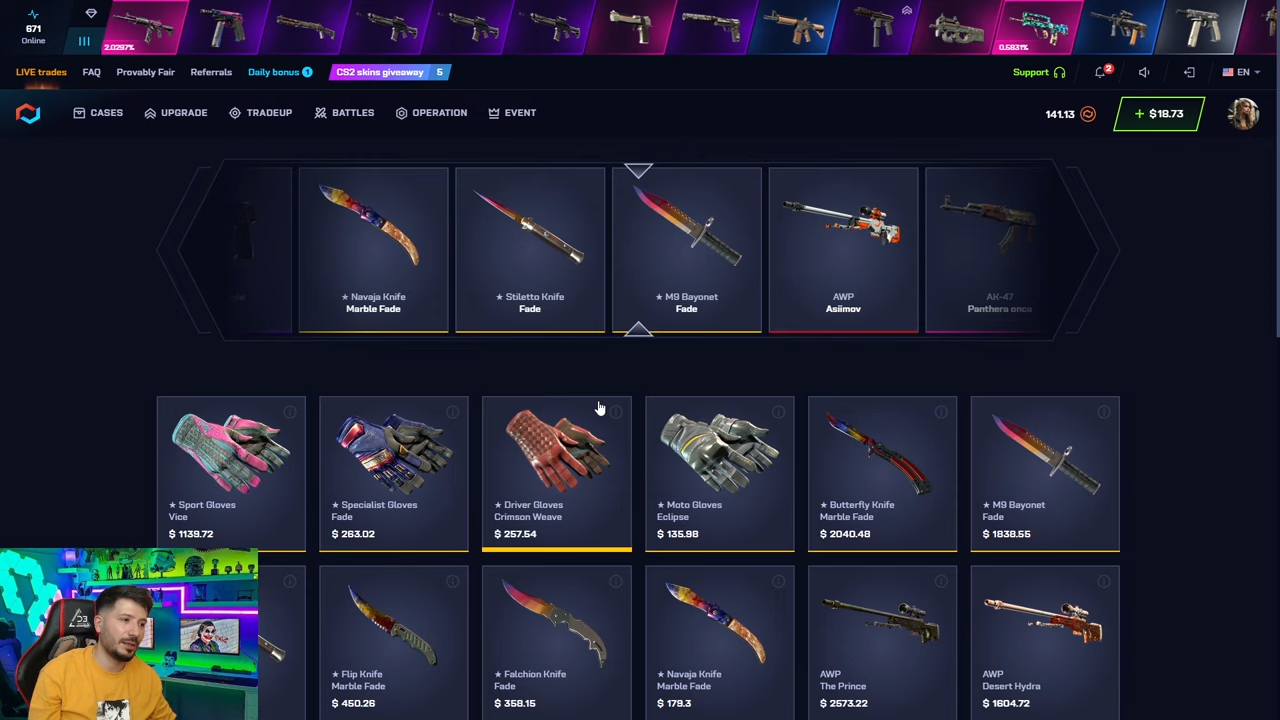 671
Online
2.0297%
0.5831%
LIVE trades
FAQ
Provably Fair
Referrals
Daily bonus 1
CS2 skins giveaway 5
Support
2
EN
CASES
UPGRADE
TRADEUP
BATTLES
OPERATION
EVENT
141.13
+ $18.73
★ Navaja Knife
Marble Fade
★ Stiletto Knife
Fade
★ M9 Bayonet
Fade
AWP
Asiimov
AK-47
Panthera onca
★ Sport Gloves
Vice
$ 1139.72
★ Specialist Gloves
Fade
$ 263.02
★ Driver Gloves
Crimson Weave
$ 257.54
★ Moto Gloves
Eclipse
$ 135.98
★ Butterfly Knife
Marble Fade
$ 2040.48
★ M9 Bayonet
Fade
$ 1838.55
★ Flip Knife
Marble Fade
$ 450.26
★ Falchion Knife
Fade
$ 358.15
★ Navaja Knife
Marble Fade
$ 179.3
AWP
The Prince
$ 2573.22
AWP
Desert Hydra
$ 1604.72